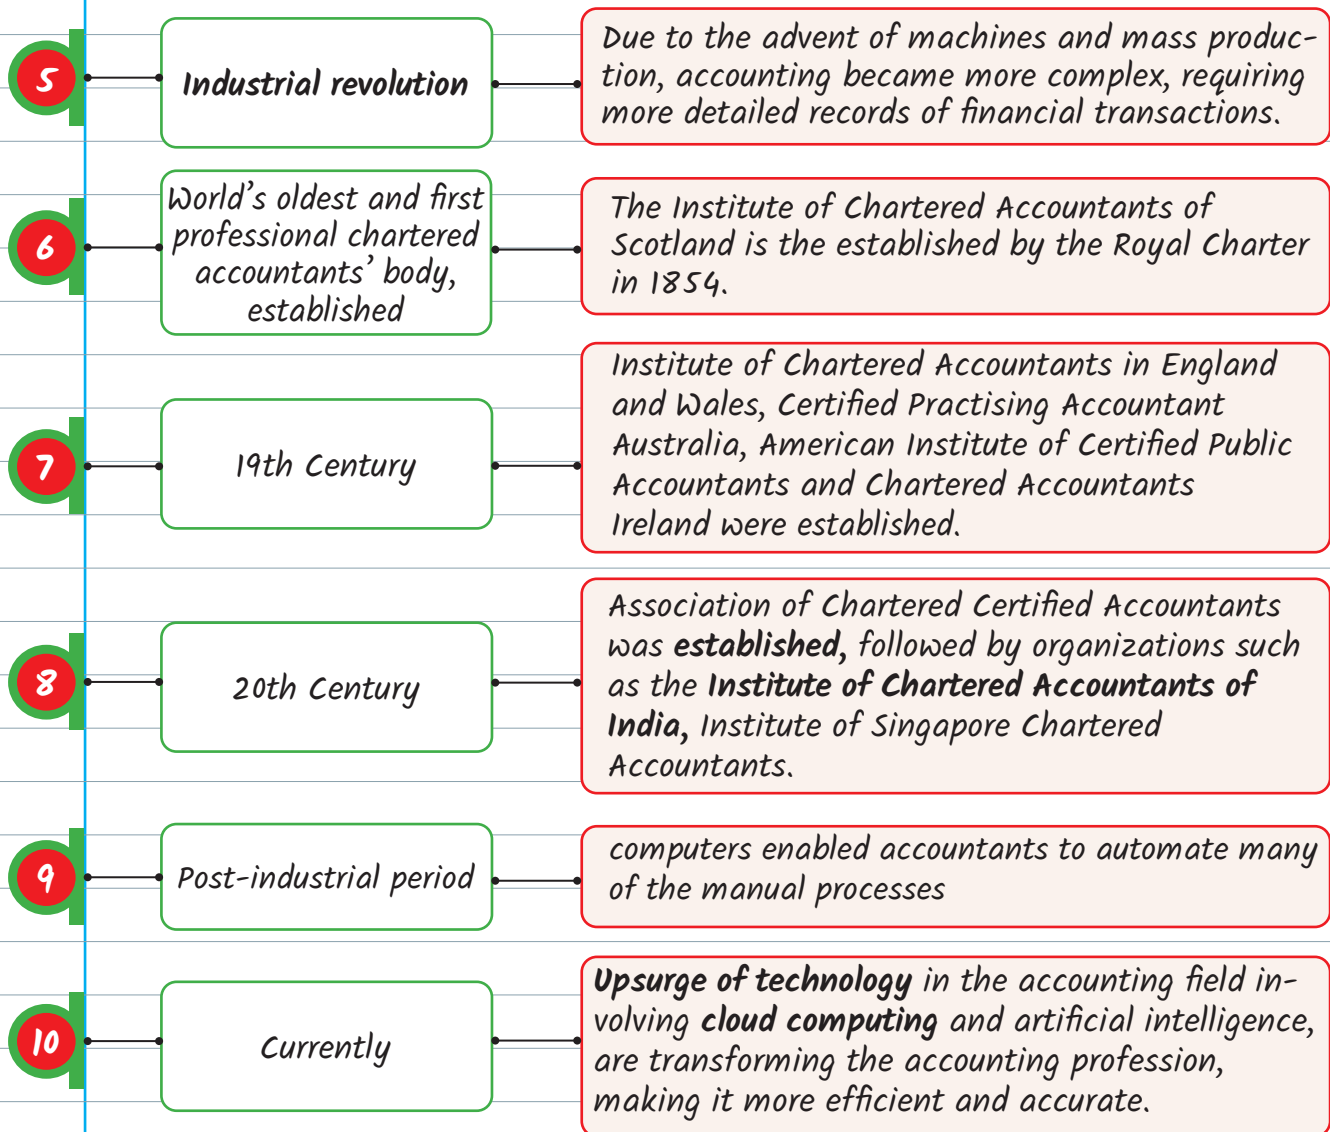 5
Industrial revolution
Due to the advent of machines and mass produc-
tion, accounting became more complex, requiring
more detailed records of financial transactions.
6
World's oldest and first
professional chartered
accountants' body,
established
The Institute of Chartered Accountants of
Scotland is the established by the Royal Charter
in 1854.
7
19th Century
Institute of Chartered Accountants in England
and Wales, Certified Practising Accountant
Australia, American Institute of Certified Public
Accountants and Chartered Accountants
Ireland were established.
8
20th Century
Association of Chartered Certified Accountants
was established, followed by organizations such
as the Institute of Chartered Accountants of
India, Institute of Singapore Chartered
Accountants.
9
Post-industrial period
computers enabled accountants to automate many
of the manual processes
10
Currently
Upsurge of technology in the accounting field in-
volving cloud computing and artificial intelligence,
are transforming the accounting profession,
making it more efficient and accurate.